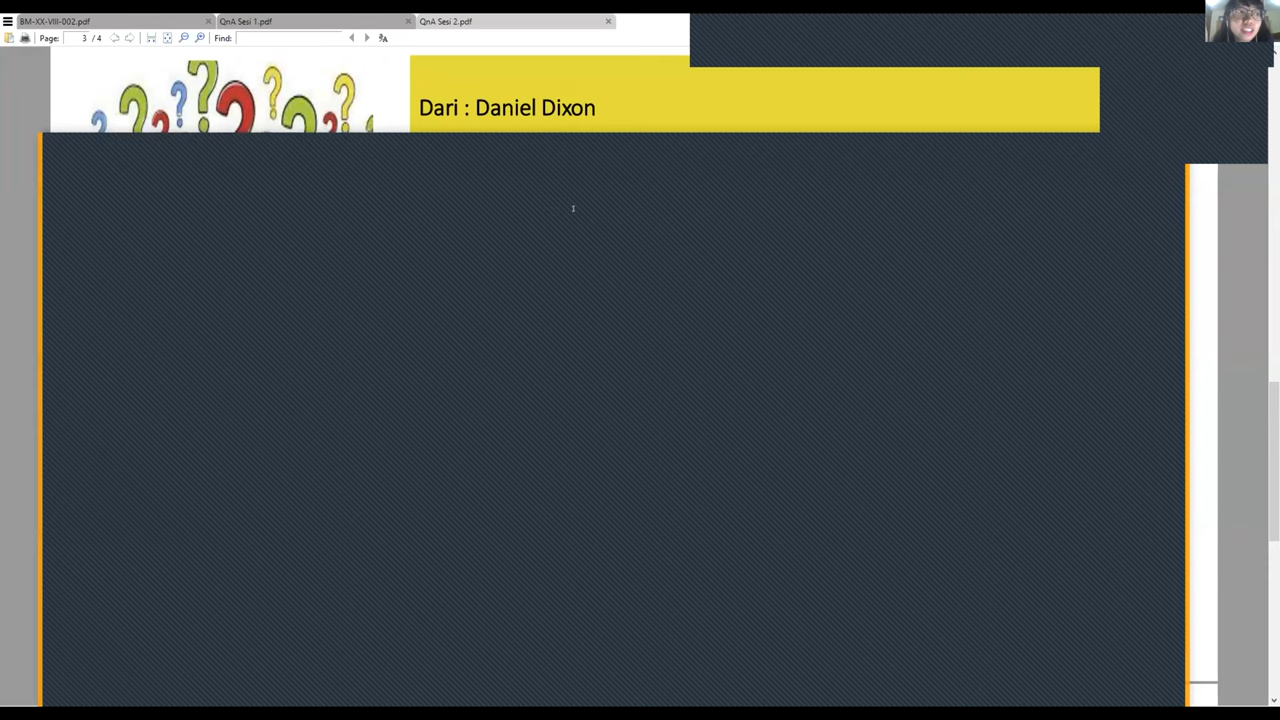 BM-XX-VIII-002.pdf QnA Sesi 1.pdf QnA Sesi 2.pdf
Page: 3 / 4 Find:
Dari : Daniel Dixon